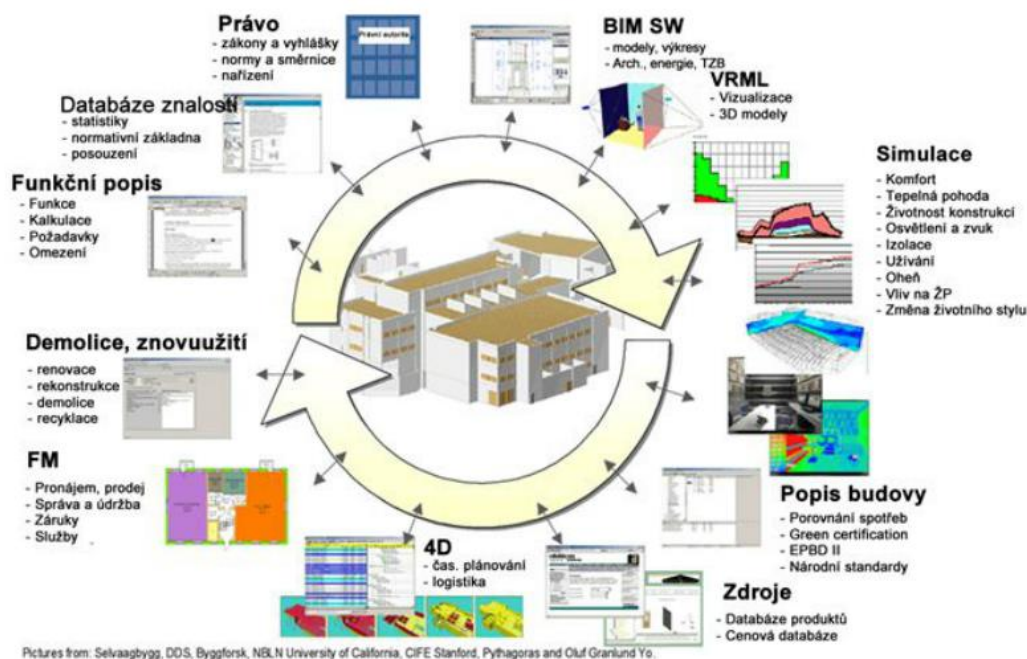 Právo
- zákony a vyhlášky
- normy a směrnice
- nařízení
Právní autorita
BIM SW
- modely, výkresy
- Arch., energie, TZB
VRML
- Vizualizace
- 3D modely
Databáze znalostí
- statistiky
- normativní základna
- posouzení
Simulace
- Komfort
- Tepelná pohoda
- Životnost konstrukcí
- Osvětlení a zvuk
- Izolace
- Užívání
- Oheň
- Vliv na ŽP
- Změna životního stylu
Funkční popis
- Funkce
- Kalkulace
- Požadavky
- Omezení
Demolice, znovuužití
- renovace
- rekonstrukce
- demolice
- recyklace
FM
- Pronájem, prodej
- Správa a údržba
- Záruky
- Služby
4D
- čas. plánování
- logistika
Popis budovy
- Porovnání spotřeb
- Green certification
- EPBD II
- Národní standardy
Zdroje
- Databáze produktů
- Cenová databáze
Pictures from: Selvaagbygg, DDS, Byggforsk, NBLN University of California, CIFE Stanford, Pythagoras and Oluf Granlund Yo.